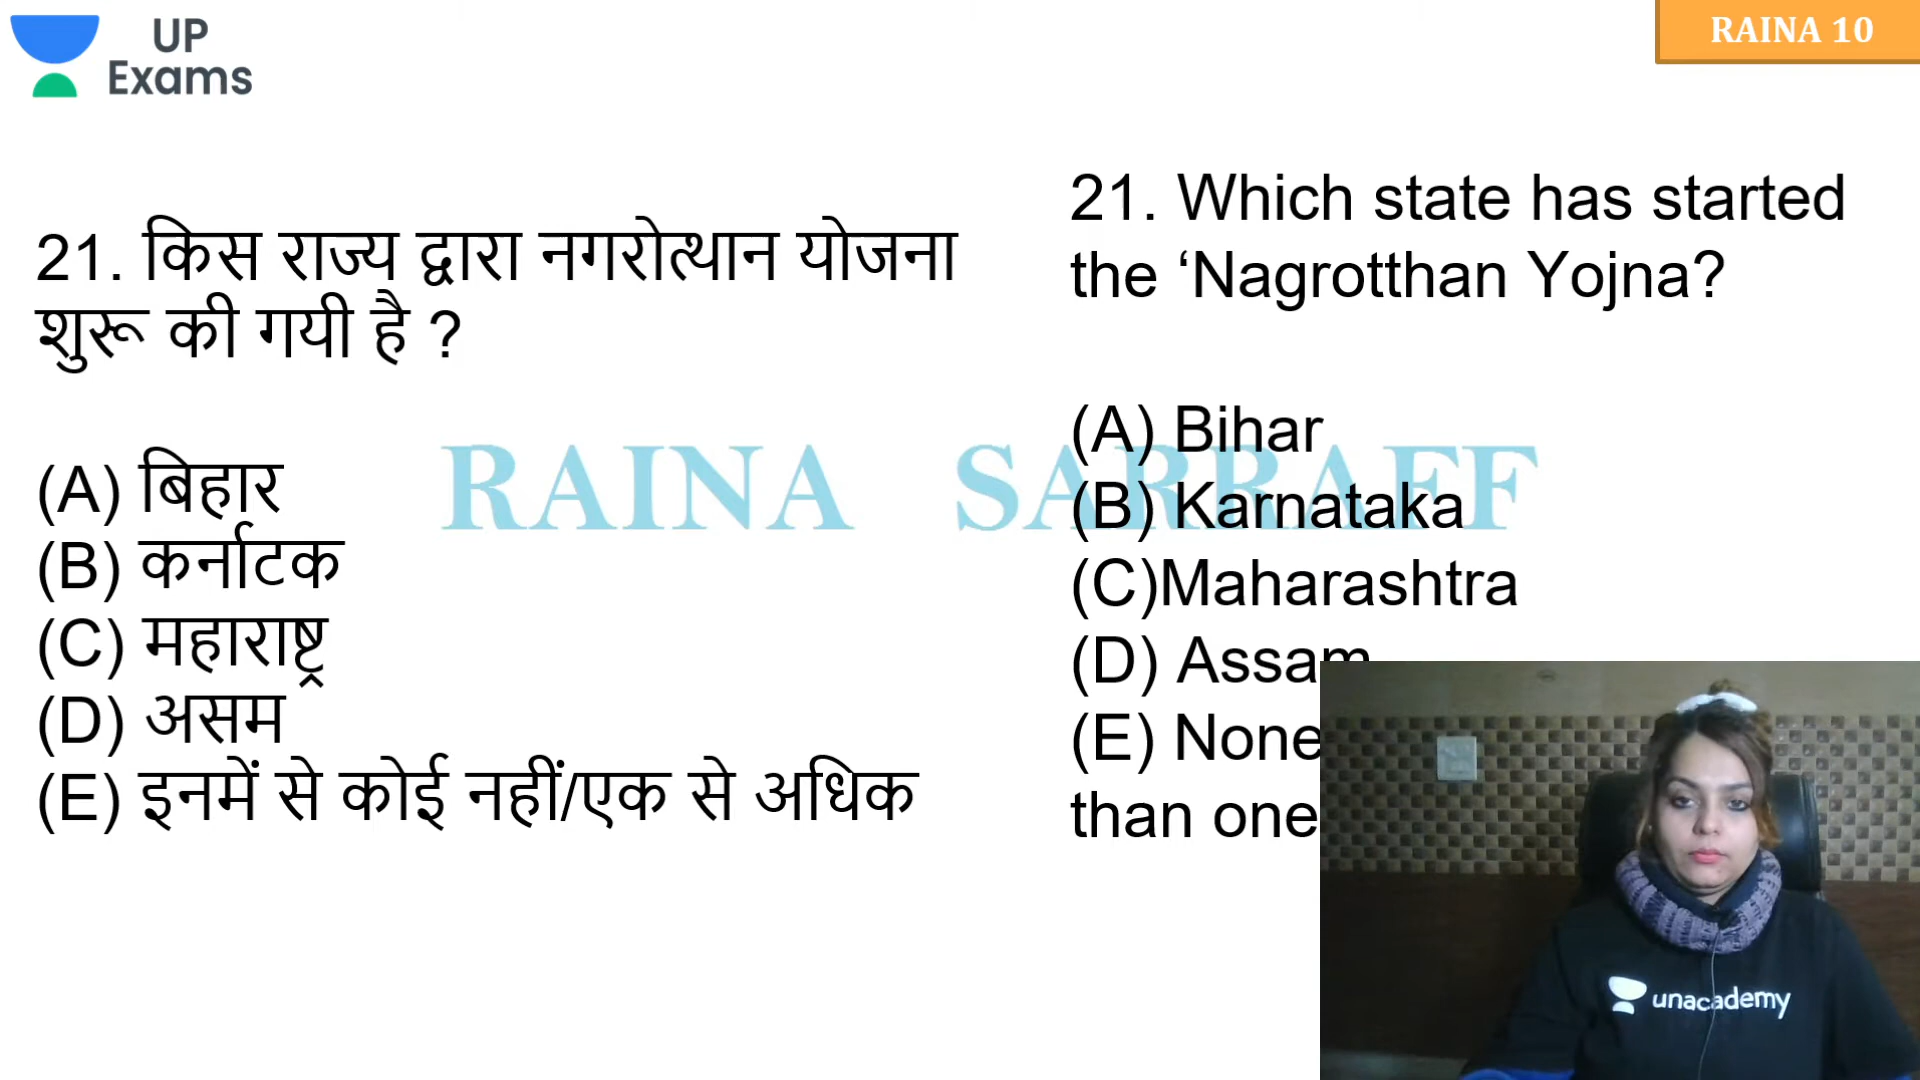 UP
Exams
RAINA 10
21. किस राज्य द्वारा नगरोत्थान योजना
शुरू की गयी है ?
(A) बिहार
(B) कर्नाटक
(C) महाराष्ट्र
(D) असम
(E) इनमें से कोई नहीं/एक से अधिक
21. Which state has started
the ‘Nagrotthan Yojna?
(A) Bihar
(B) Karnataka
(C)Maharashtra
(D) Assam
(E) None
than one
RAINA SARRAFF
unacademy